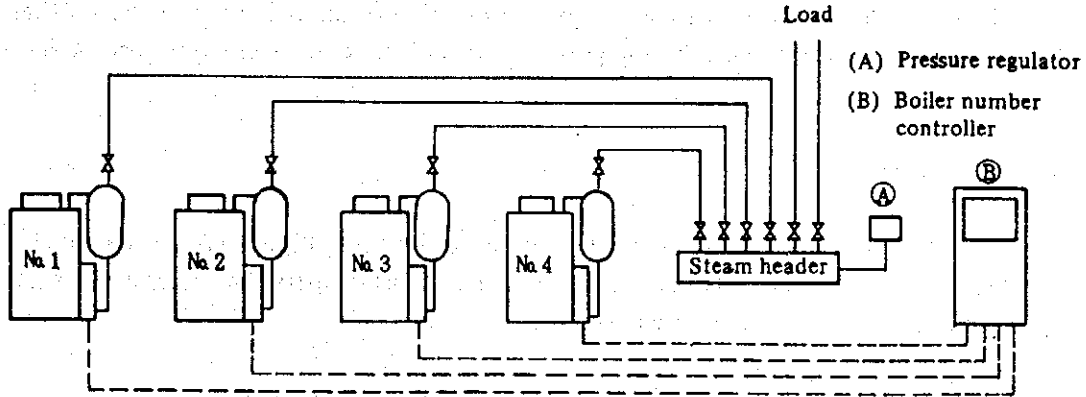 Load
(A) Pressure regulator
(B) Boiler number
controller
Ⓑ
Ⓐ
No.1
No.2
No.3
No.4
Steam header